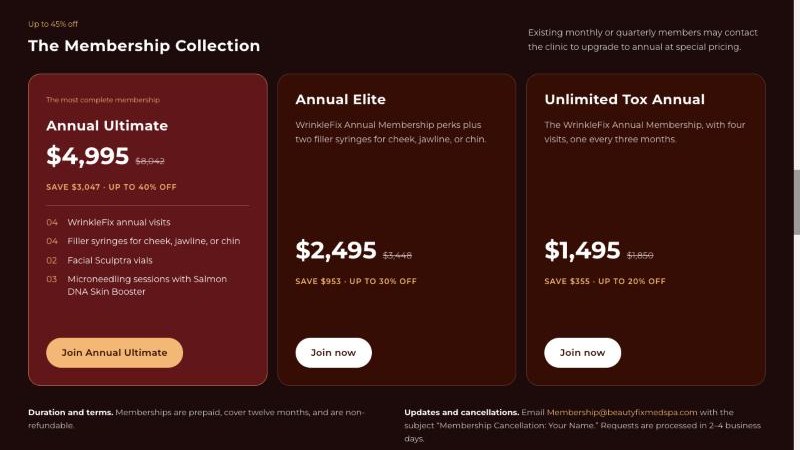 Up to 45% off
The Membership Collection
Existing monthly or quarterly members may contact
the clinic to upgrade to annual at special pricing.
The most complete membership
Annual Ultimate
$4,995 $8,042
SAVE $3,047 · UP TO 40% OFF
04 WrinkleFix annual visits
04 Filler syringes for cheek, jawline, or chin
02 Facial Sculptra vials
03 Microneedling sessions with Salmon
DNA Skin Booster
Join Annual Ultimate
Annual Elite
WrinkleFix Annual Membership perks plus
two filler syringes for cheek, jawline, or chin.
$2,495 $3,448
SAVE $953 · UP TO 30% OFF
Join now
Unlimited Tox Annual
The WrinkleFix Annual Membership, with four
visits, one every three months.
$1,495 $1,850
SAVE $355 · UP TO 20% OFF
Join now
Duration and terms. Memberships are prepaid, cover twelve months, and are non-
refundable.
Updates and cancellations. Email Membership@beautyfixmedspa.com with the
subject “Membership Cancellation: Your Name.” Requests are processed in 2–4 business
days.